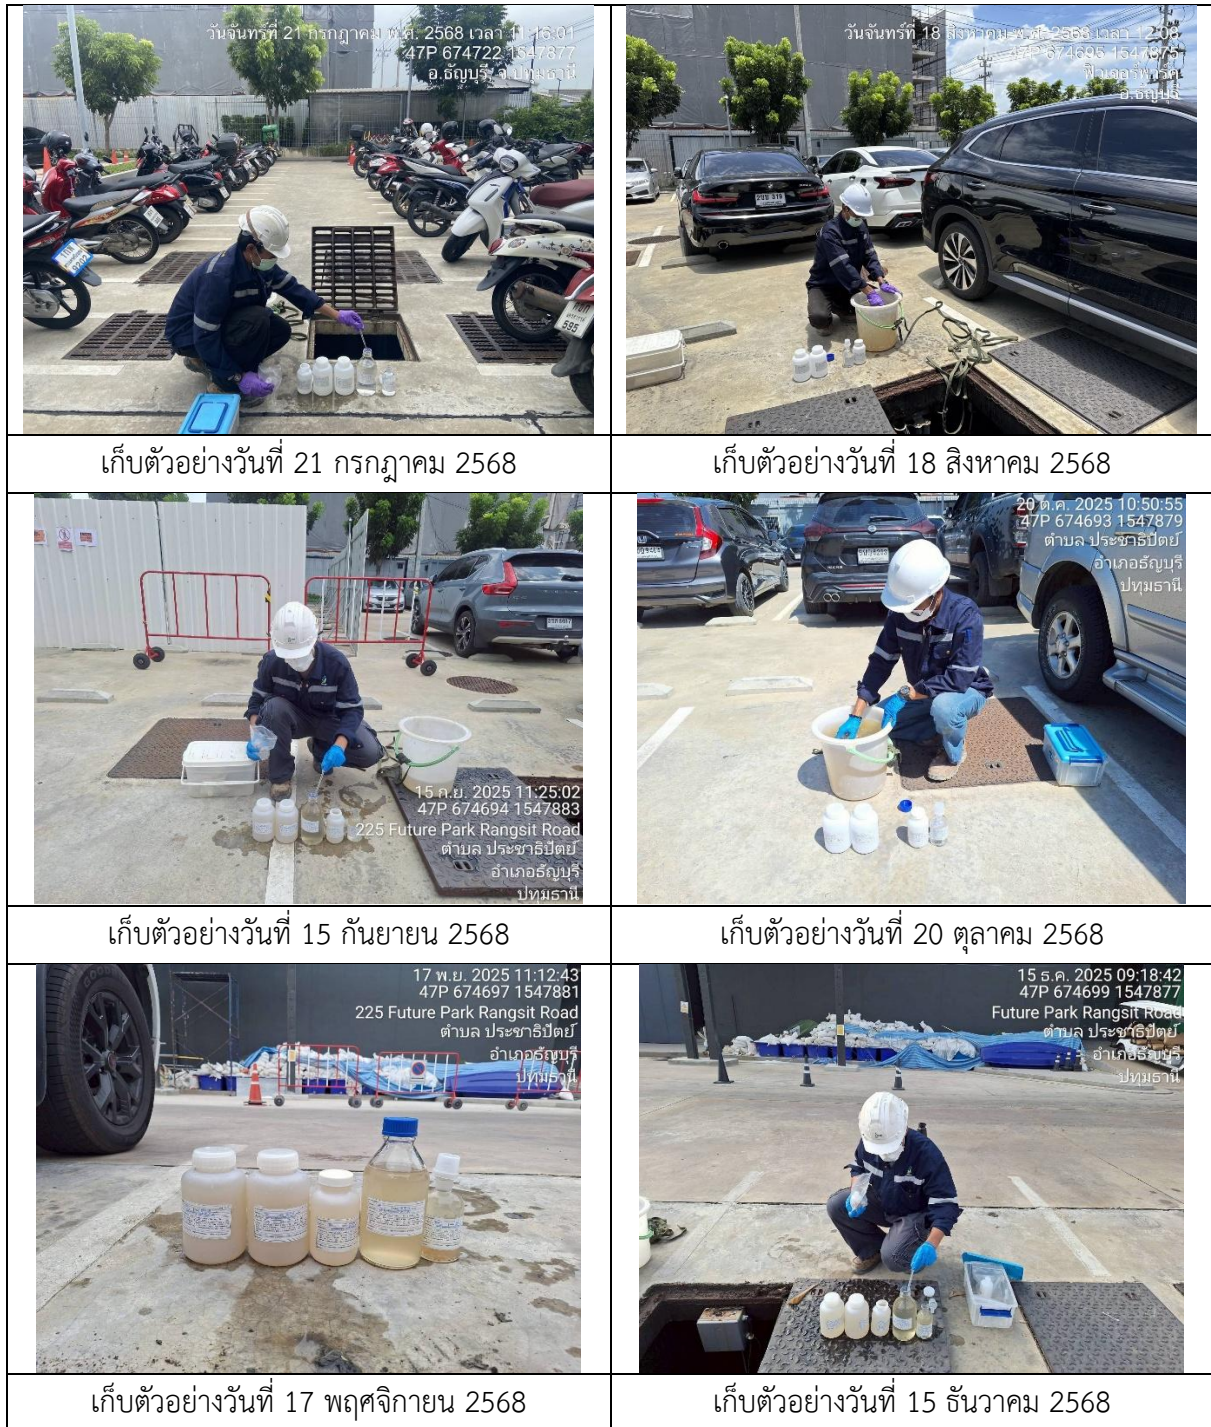 วันจันทร์ที่ 21 กรกฎาคม พ.ศ. 2568 เวลา 11:16:01
47P 674722 1547877
อ.ธัญบุรี จ.ปทุมธานี
วันจันทร์ที่ 18 สิงหาคม พ.ศ. 2568 เวลา 12:08
47P 674695 1547875
ฟิวเจอร์พาร์ค
อ.ธัญบุรี
เก็บตัวอย่างวันที่ 21 กรกฎาคม 2568
เก็บตัวอย่างวันที่ 18 สิงหาคม 2568
15 ก.ย. 2025 11:25:02
47P 674694 1547883
225 Future Park Rangsit Road
ตำบล ประชาธิปัตย์
อำเภอธัญบุรี
ปทุมธานี
20 ต.ค. 2025 10:50:55
47P 674693 1547879
ตำบล ประชาธิปัตย์
อำเภอธัญบุรี
ปทุมธานี
เก็บตัวอย่างวันที่ 15 กันยายน 2568
เก็บตัวอย่างวันที่ 20 ตุลาคม 2568
17 พ.ย. 2025 11:12:43
47P 674697 1547881
225 Future Park Rangsit Road
ตำบล ประชาธิปัตย์
อำเภอธัญบุรี
ปทุมธานี
15 ธ.ค. 2025 09:18:42
47P 674699 1547877
Future Park Rangsit Road
ตำบล ประชาธิปัตย์
อำเภอธัญบุรี
ปทุมธานี
เก็บตัวอย่างวันที่ 17 พฤศจิกายน 2568
เก็บตัวอย่างวันที่ 15 ธันวาคม 2568